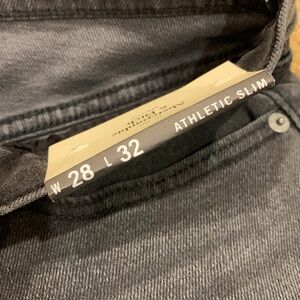 Abercrombie
& Fitch
W 28 L 32 ATHLETIC SLIM